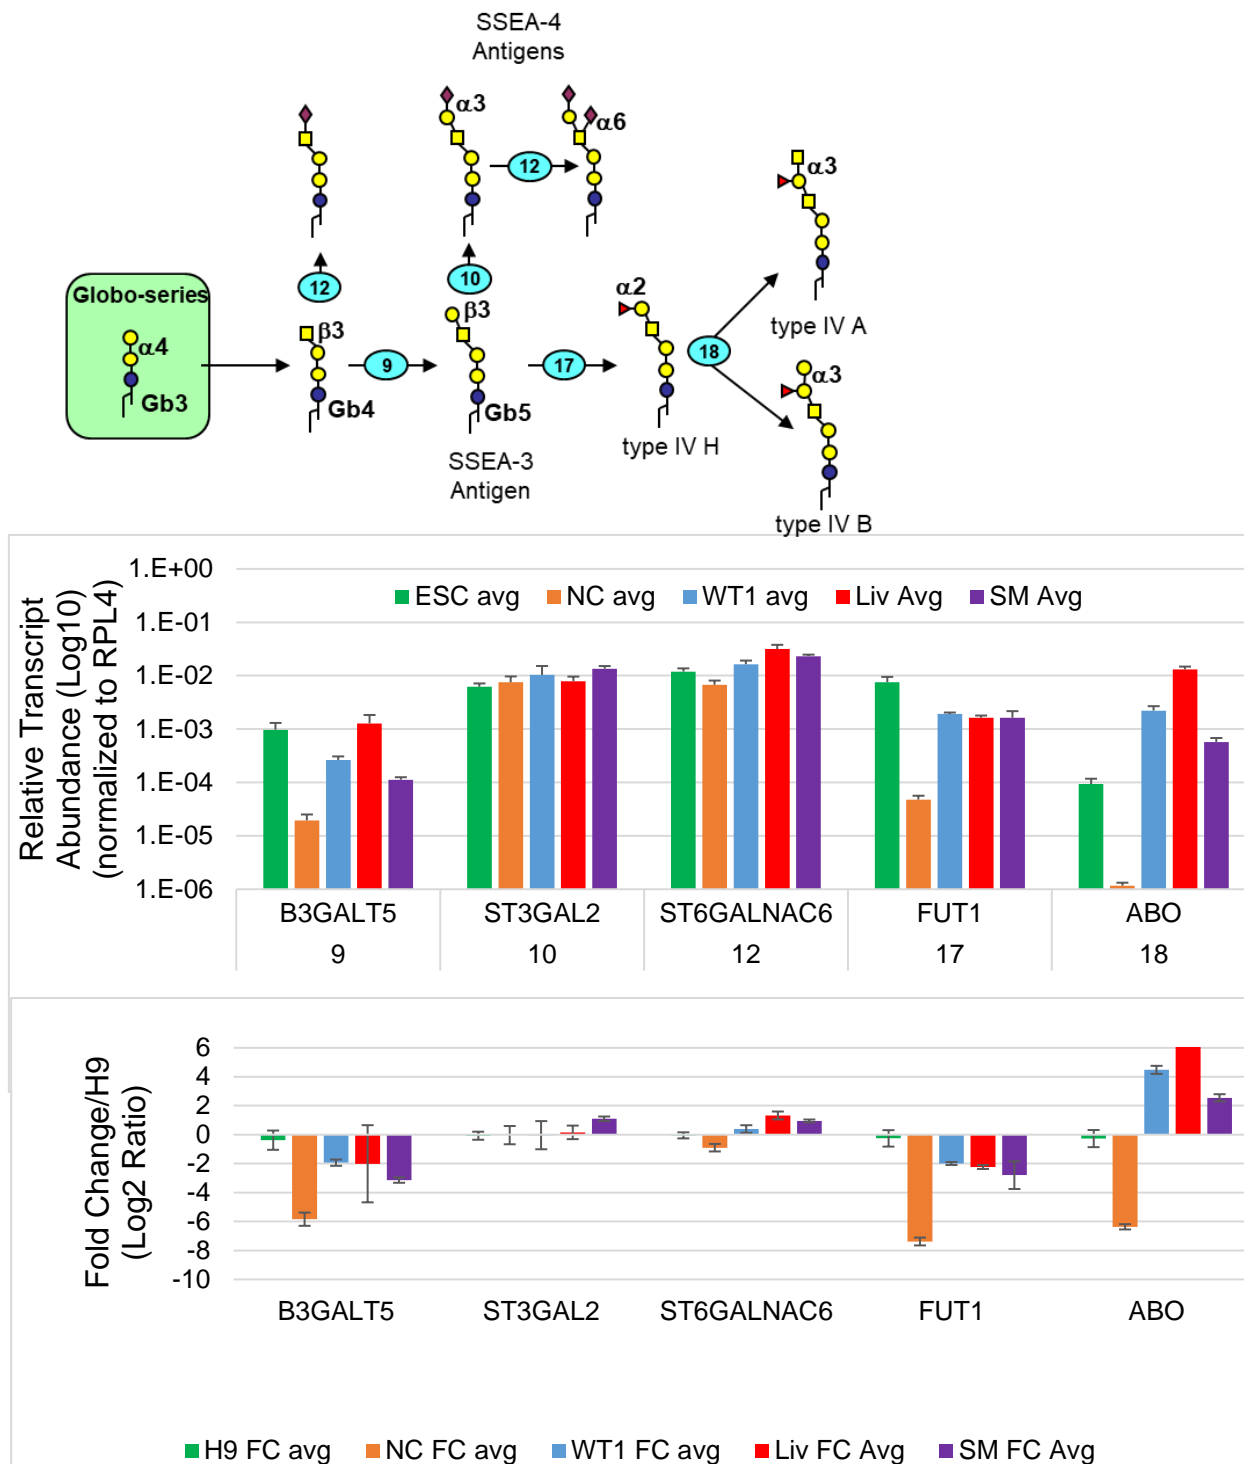 SSEA-4
Antigens
α3
α6
12
α3
12
10
α2
type IV A
Globo-series
β3
β3
18
α4
9
17
α3
Gb3
Gb4
Gb5
type IV H
SSEA-3
Antigen
type IV B
Relative Transcript
Abundance (Log10)
(normalized to RPL4)
1.E+00
ESC avg NC avg WT1 avg Liv Avg SM Avg
1.E-01
1.E-02
1.E-03
1.E-04
1.E-05
1.E-06
B3GALT5 ST3GAL2 ST6GALNAC6 FUT1 ABO
9 10 12 17 18
Fold Change/H9
(Log2 Ratio)
6
4
2
0
-2
-4
-6
-8
-10
B3GALT5 ST3GAL2 ST6GALNAC6 FUT1 ABO
H9 FC avg NC FC avg WT1 FC avg Liv FC Avg SM FC Avg